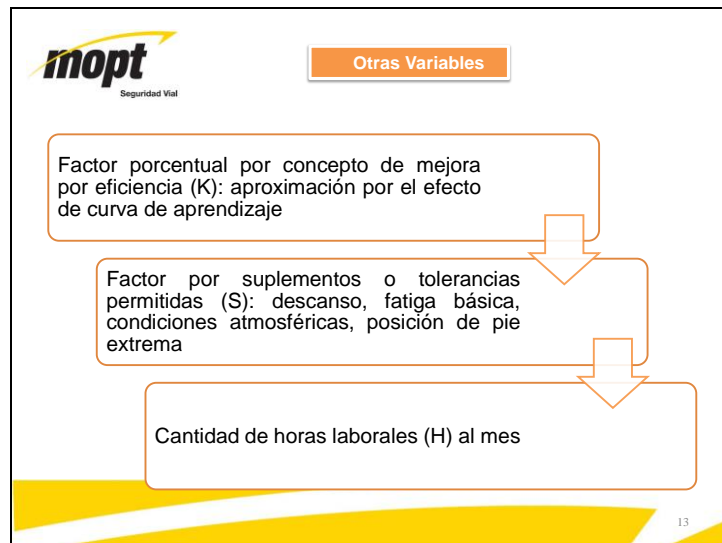 mopt
Seguridad Vial
Otras Variables
Factor porcentual por concepto de mejora
por eficiencia (K): aproximación por el efecto
de curva de aprendizaje
Factor por suplementos o tolerancias
permitidas (S): descanso, fatiga básica,
condiciones atmosféricas, posición de pie
extrema
Cantidad de horas laborales (H) al mes
13